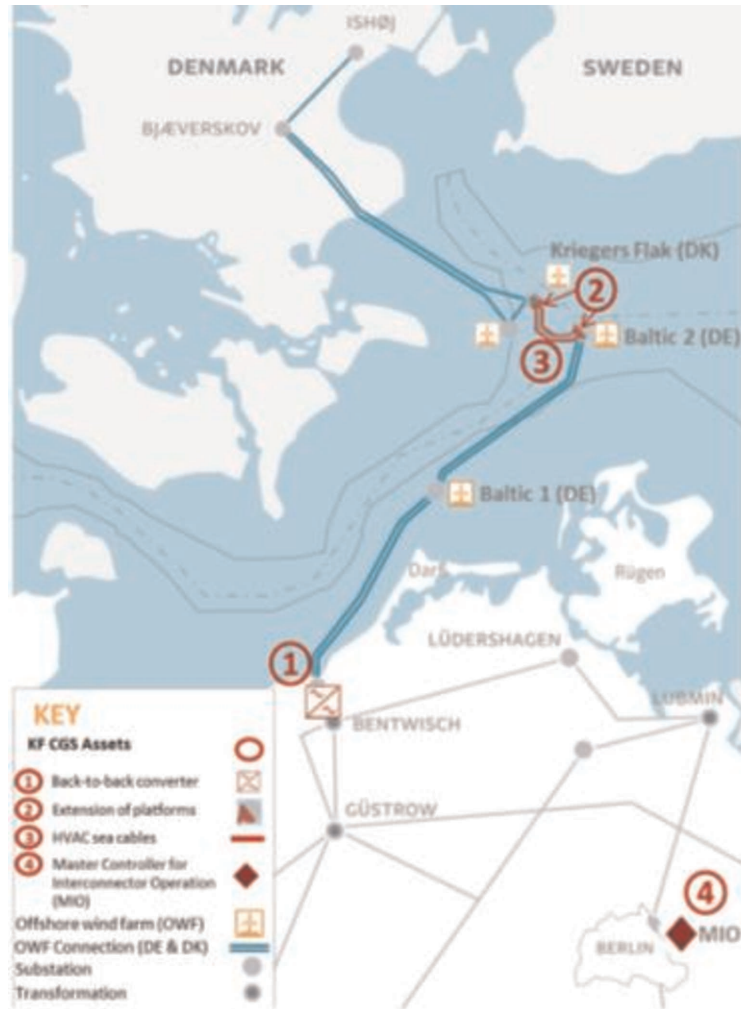 ISHØJ
DENMARK
SWEDEN
BJÆVERSKOV
Kriegers Flak (DK)
2
Baltic 2 (DE)
3
Baltic 1 (DE)
Darß
Rügen
1
LÜDERSHAGEN
LUBMIN
BENTWISCH
GÜSTROW
4
BERLIN
MIO
KEY
KF CGS Assets
1 Back-to-back converter
2 Extension of platforms
3 HVAC sea cables
4 Master Controller for
Interconnector Operation
(MIO)
Offshore wind farm (OWF)
OWF Connection (DE & DK)
Substation
Transformation